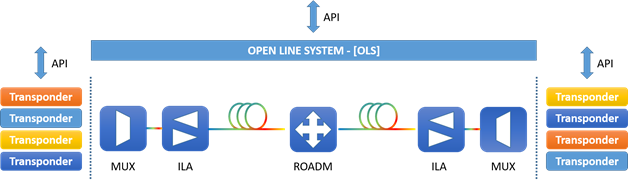 API
API
OPEN LINE SYSTEM - [OLS]
API
Transponder
Transponder
Transponder
Transponder
MUX
ILA
ROADM
ILA
MUX
Transponder
Transponder
Transponder
Transponder